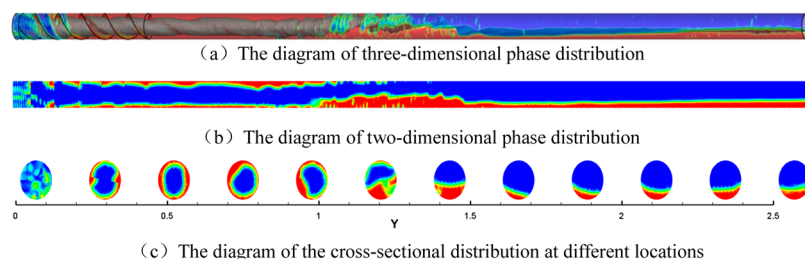 （a）The diagram of three-dimensional phase distribution
（b）The diagram of two-dimensional phase distribution
0 0.5 1 1.5 2 2.5
Y
（c）The diagram of the cross-sectional distribution at different locations